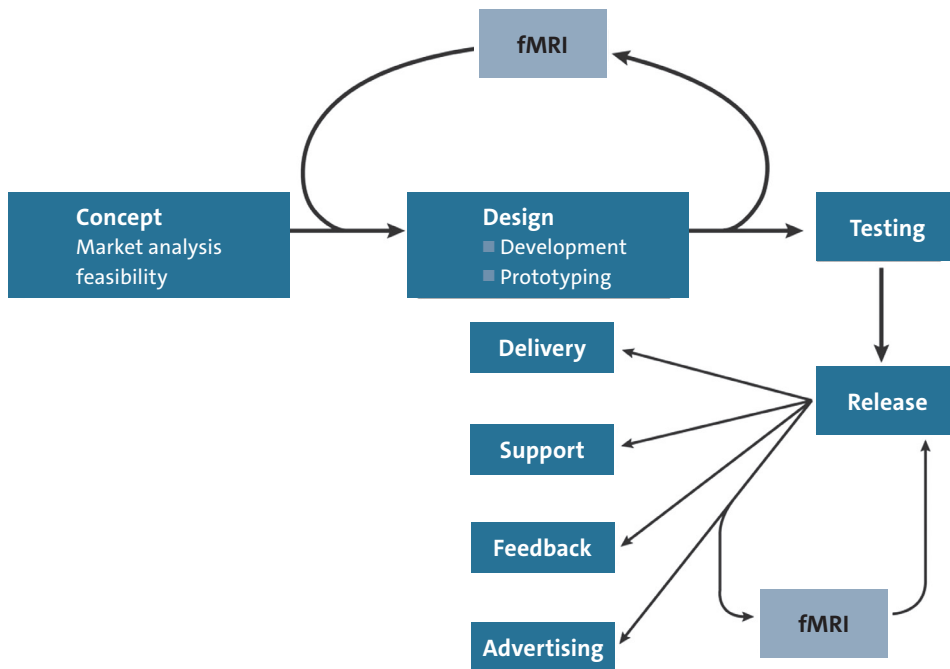 fMRI
Concept
Market analysis
feasibility
Design
Development
Prototyping
Testing
Delivery
Release
Support
Feedback
fMRI
Advertising